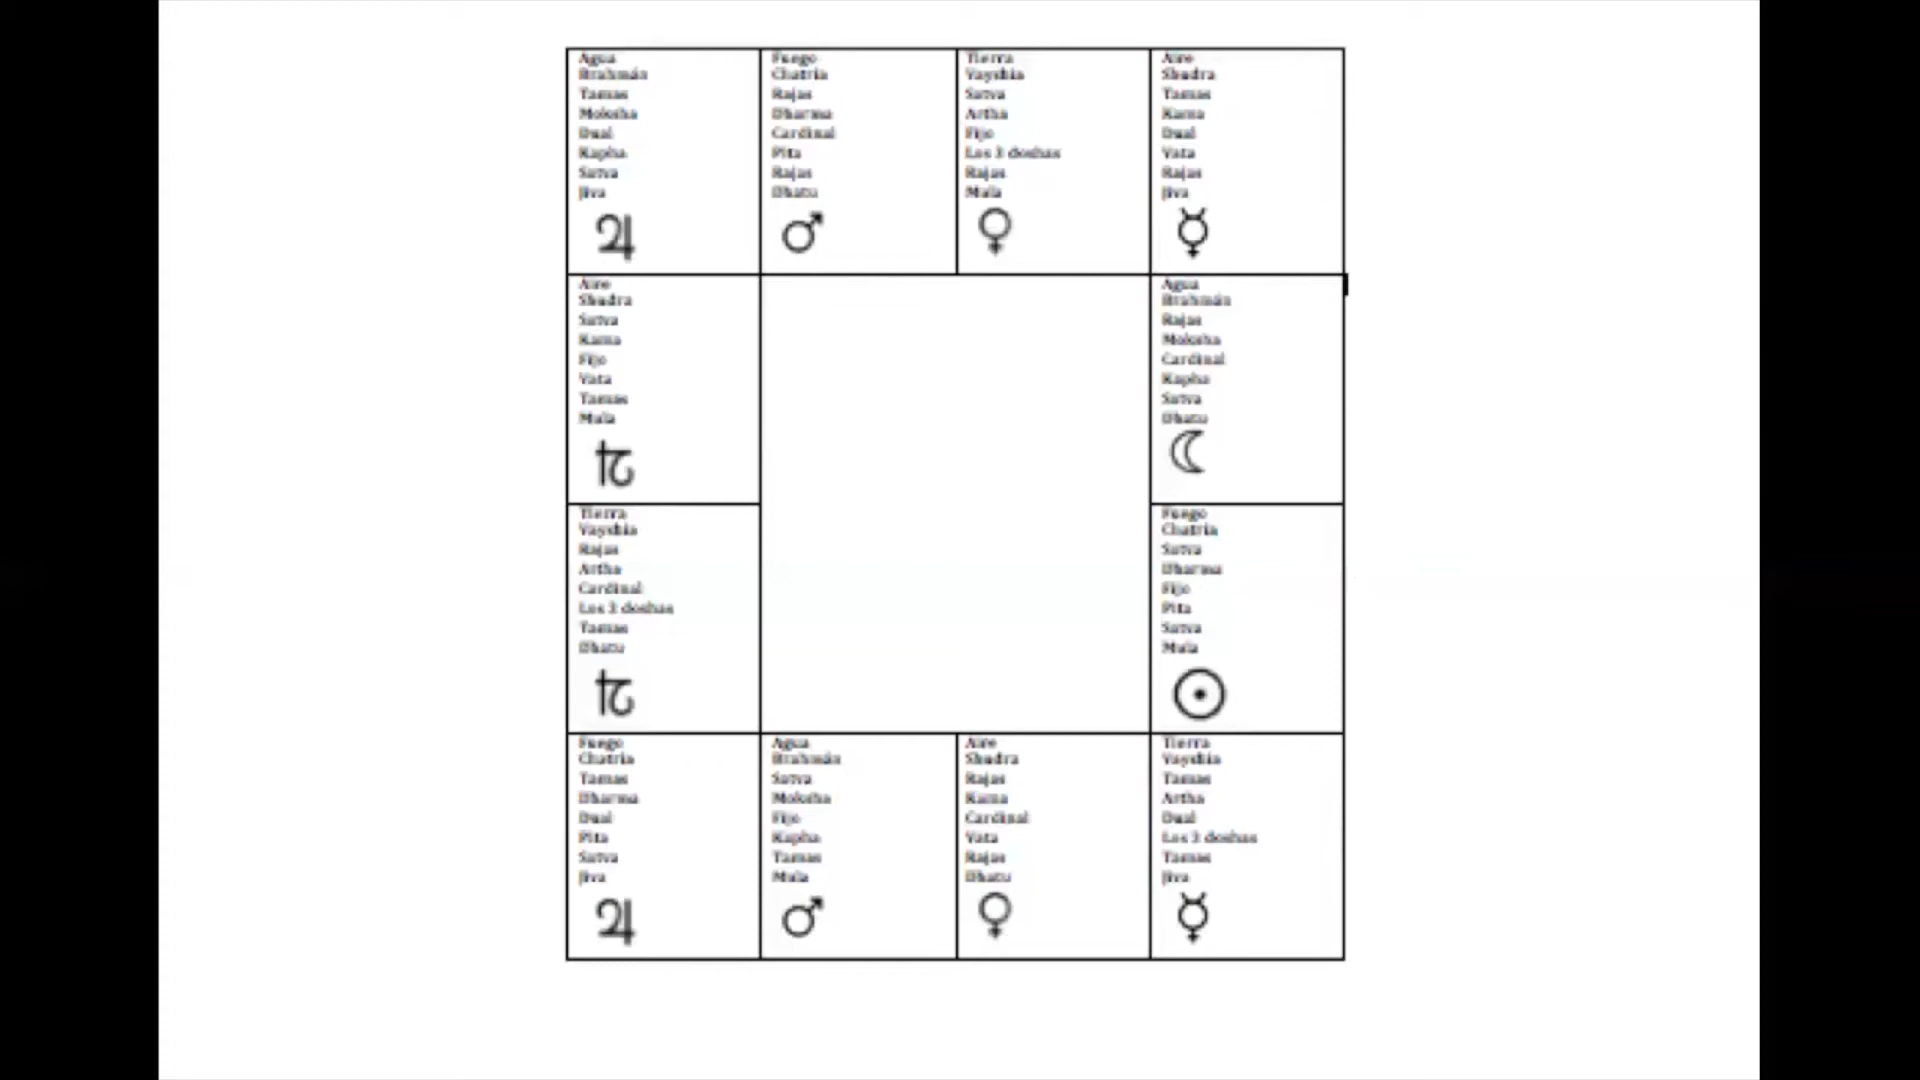 Agua
Brahmán
Tamas
Moksha
Dual
Kapha
Satva
Jiva
Fuego
Chatria
Rajas
Dharma
Cardinal
Pita
Rajas
Dhatu
Tierra
Vayshia
Satva
Artha
Fijo
Los 3 doshas
Rajas
Mula
Aire
Shudra
Tamas
Kama
Dual
Vata
Rajas
Jiva
Aire
Shudra
Satva
Kama
Fijo
Vata
Tamas
Mula
Agua
Brahmán
Rajas
Moksha
Cardinal
Kapha
Satva
Dhatu
Tierra
Vayshia
Rajas
Artha
Cardinal
Los 3 doshas
Tamas
Dhatu
Fuego
Chatria
Satva
Dharma
Fijo
Pita
Satva
Mula
Fuego
Chatria
Tamas
Dharma
Dual
Pita
Satva
Jiva
Agua
Brahmán
Satva
Moksha
Fijo
Kapha
Tamas
Mula
Aire
Shudra
Rajas
Kama
Cardinal
Vata
Rajas
Dhatu
Tierra
Vayshia
Tamas
Artha
Dual
Los 3 doshas
Tamas
Jiva